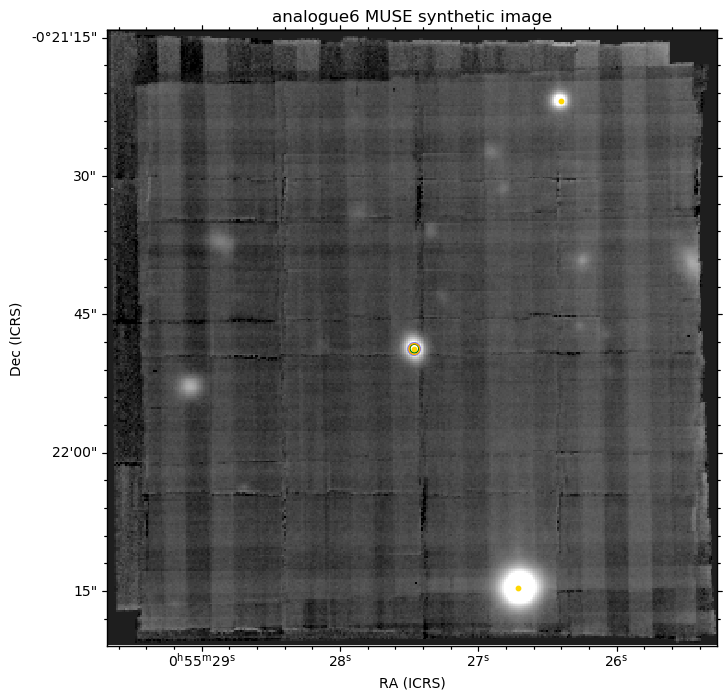 analogue6 MUSE synthetic image
-0°21'15"
30"
45"
22'00"
15"
Dec (ICRS)
0h55m29s 28s 27s 26s
RA (ICRS)